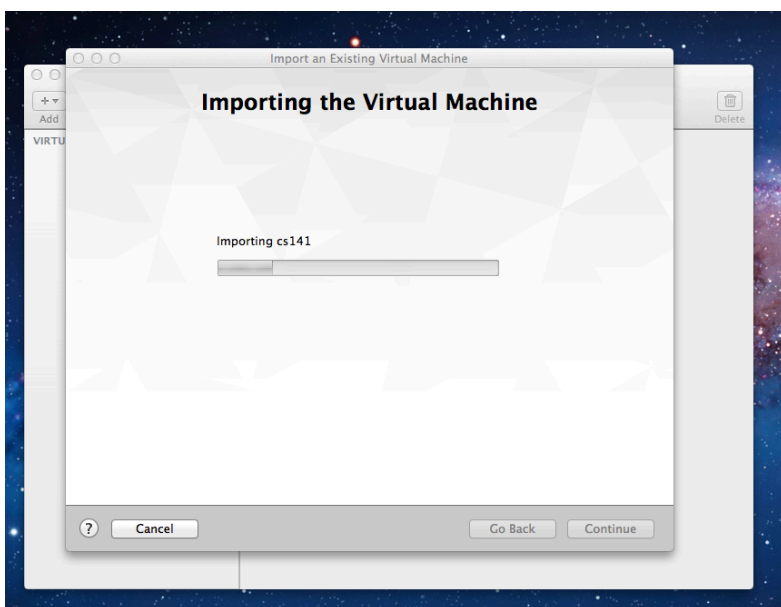 Import an Existing Virtual Machine
Importing the Virtual Machine
Add
Delete
VIRTU
Importing cs141
?
Cancel
Go Back
Continue